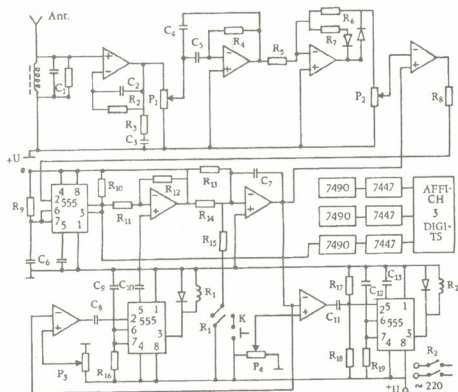 Ant.
C4
C5
R4
R5
R6
R7
C1
C2
R2
R3
C3
P1
P2
R8
+U
R9
R10
4 8
2 555
6 3
7 5 1
R11
R12
R13
R14
R15
C7
C6
7490 7447
7490 7447
7490 7447
AFFI-
CH
3
DIGI-
TS
C8
C9
C10
5 1
2 555
6
7 3
4 8
R1
R16
P3
R1
K
P4
C11
R17
C12
C13
R18
R19
2 5 1
6 555
7 3
4 8
R2
+U
~ 220